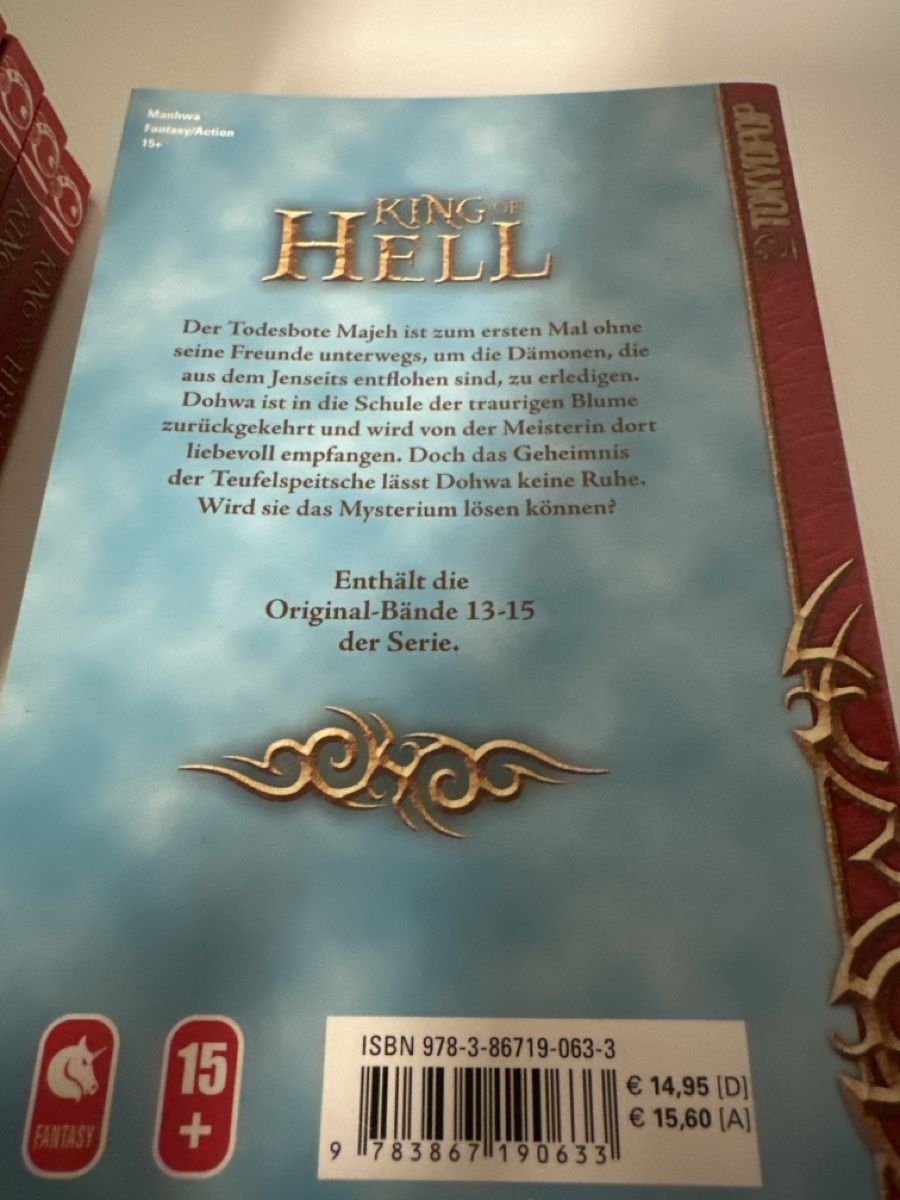 Manhwa
Fantasy/Action
15+
TOKYOPOP
KING OF
HELL
Der Todesbote Majeh ist zum ersten Mal ohne
seine Freunde unterwegs, um die Dämonen, die
aus dem Jenseits entflohen sind, zu erledigen.
Dohwa ist in die Schule der traurigen Blume
zurückgekehrt und wird von der Meisterin dort
liebevoll empfangen. Doch das Geheimnis
der Teufelspeitsche lässt Dohwa keine Ruhe.
Wird sie das Mysterium lösen können?
Enthält die
Original-Bände 13-15
der Serie.
FANTASY
15
+
ISBN 978-3-86719-063-3
€ 14,95 [D]
€ 15,60 [A]
9 783867 190633
KING
KING